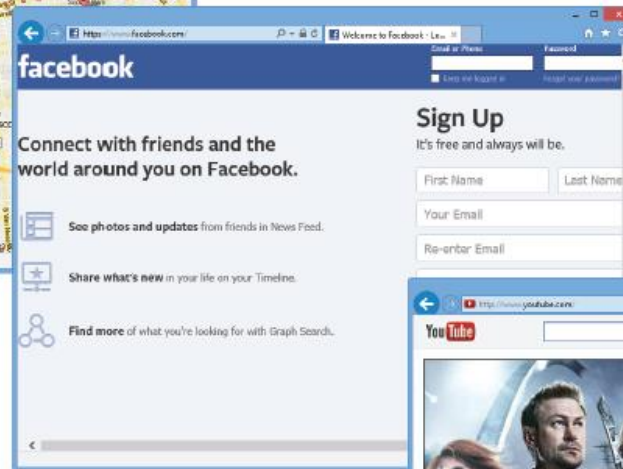 https://www.facebook.com/
Welcome to Facebook - Lo...
facebook
Email or Phone
Password
Keep me logged in
Forgot your password?
Connect with friends and the
world around you on Facebook.
See photos and updates from friends in News Feed.
Share what's new in your life on your Timeline.
Find more of what you're looking for with Graph Search.
Sign Up
It's free and always will be.
First Name
Last Name
Your Email
Re-enter Email
http://www.youtube.com/
YouTube